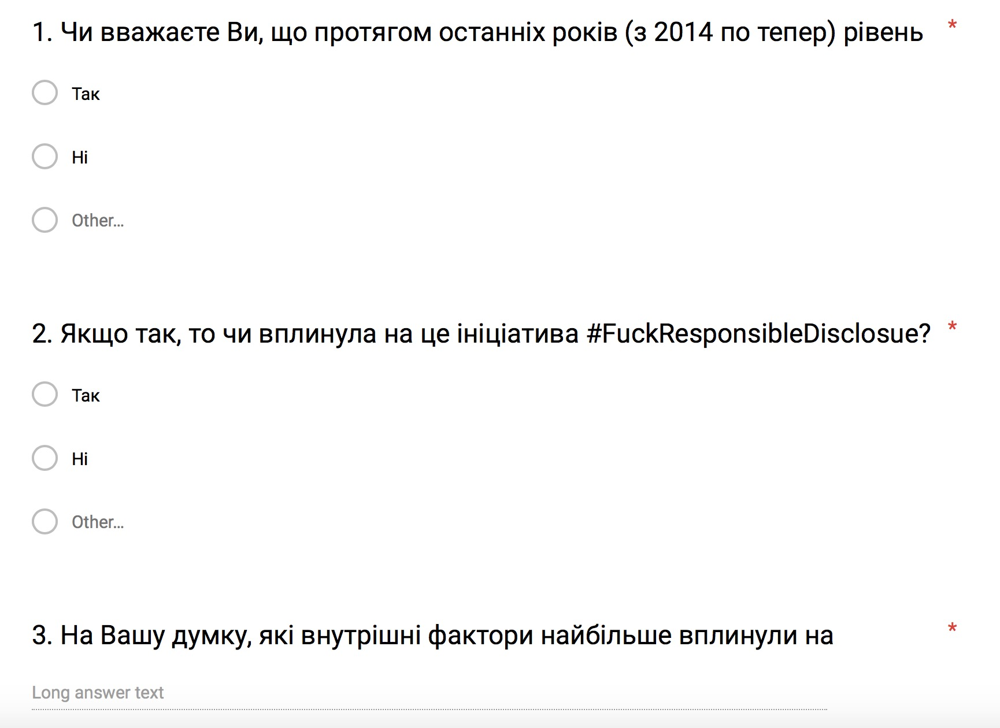 1. Чи вважаєте Ви, що протягом останніх років (з 2014 по тепер) рівень *
Так
Ні
Other...
2. Якщо так, то чи вплинула на це ініціатива #FuckResponsibleDisclosue? *
Так
Ні
Other...
3. На Вашу думку, які внутрішні фактори найбільше вплинули на *
Long answer text